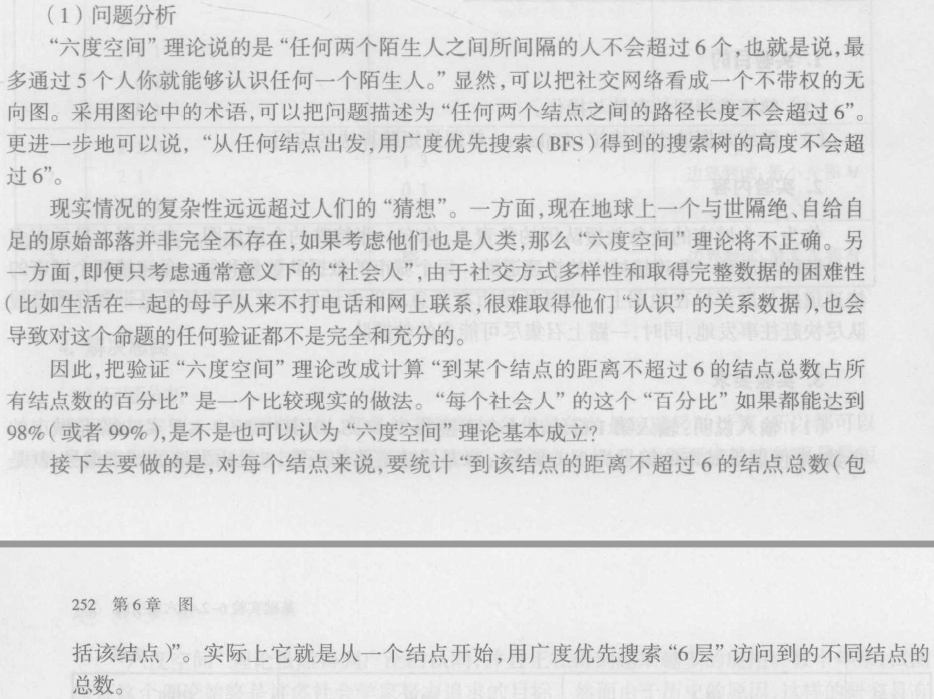 （1）问题分析
“六度空间”理论说的是“任何两个陌生人之间所间隔的人不会超过6个，也就是说，最
多通过5个人你就能够认识任何一个陌生人。”显然，可以把社交网络看成一个不带权的无
向图。采用图论中的术语，可以把问题描述为“任何两个结点之间的路径长度不会超过6”。
更进一步地可以说，“从任何结点出发，用广度优先搜索（BFS）得到的搜索树的高度不会超
过6”。
现实情况的复杂性远远超过人们的“猜想”。一方面，现在地球上一个与世隔绝、自给自
足的原始部落并非完全不存在，如果考虑他们也是人类，那么“六度空间”理论将不正确。另
一方面，即便只考虑通常意义下的“社会人”，由于社交方式多样性和取得完整数据的困难性
（比如生活在一起的母子从来不打电话和网上联系，很难取得他们“认识”的关系数据），也会
导致对这个命题的任何验证都不是完全和充分的。
因此，把验证“六度空间”理论改成计算“到某个结点的距离不超过6的结点总数占所
有结点数的百分比”是一个比较现实的做法。“每个社会人”的这个“百分比”如果都能达到
98%（或者99%），是不是也可以认为“六度空间”理论基本成立？
接下去要做的是，对每个结点来说，要统计“到该结点的距离不超过6的结点总数（包
252 第6章 图
括该结点）”。实际上它就是从一个结点开始，用广度优先搜索“6层”访问到的不同结点的
总数。